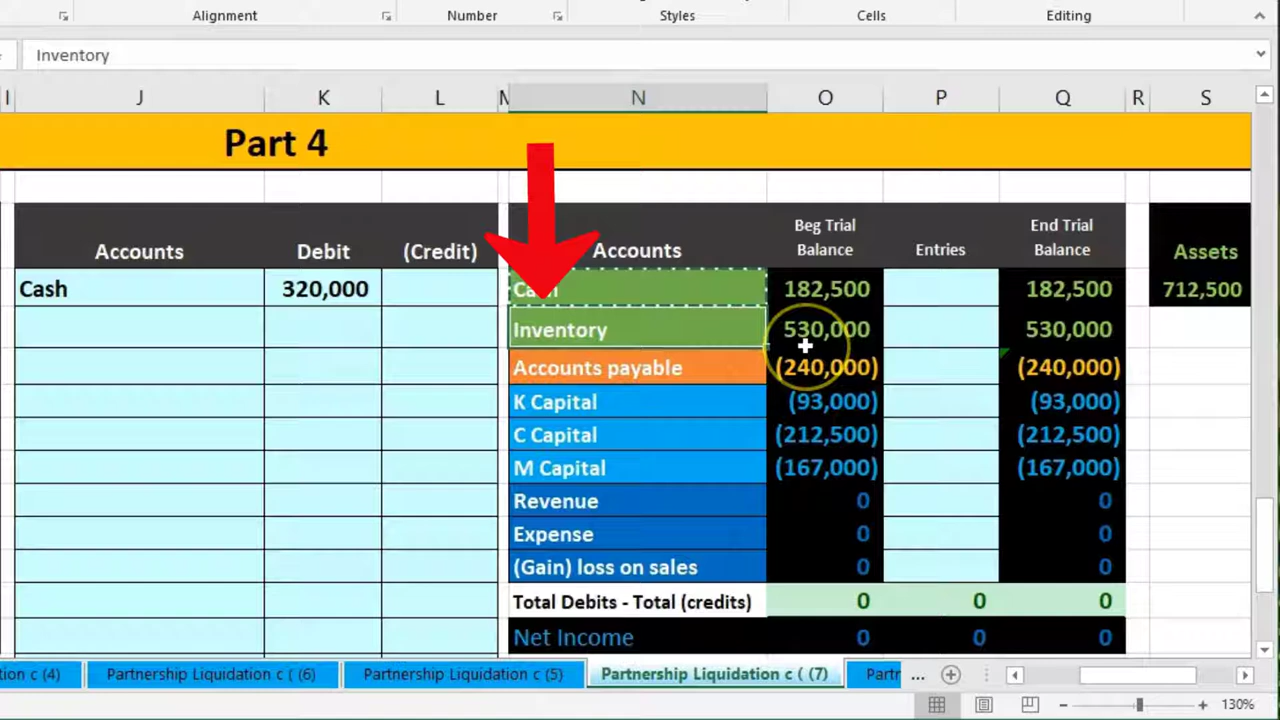 Alignment Number Styles Cells Editing
Inventory
I J K L M N O P Q R S
Part 4
Accounts Debit (Credit) Accounts Beg Trial Balance Entries End Trial Balance Assets
Cash 320,000 Cash 182,500 182,500 712,500
Inventory 530,000 530,000
Accounts payable (240,000) (240,000)
K Capital (93,000) (93,000)
C Capital (212,500) (212,500)
M Capital (167,000) (167,000)
Revenue 0 0
Expense 0 0
(Gain) loss on sales 0 0
Total Debits - Total (credits) 0 0 0
Net Income 0 0 0
tion c (4) Partnership Liquidation c ( (6) Partnership Liquidation c (5) Partnership Liquidation c ( (7) Partr ...
130%